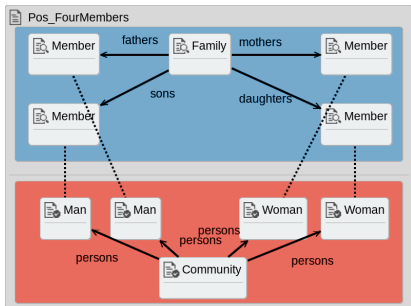 Pos_FourMembers
Member
fathers
Family
mothers
Member
sons
daughters
Member
Member
Man
Man
Woman
Woman
persons
persons
persons
persons
Community